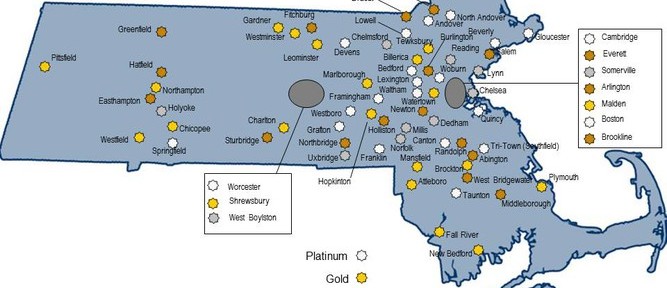 Fitchburg
Gardner
Lowell
North Andover
Andover
Greenfield
Westminster
Chelmsford
Tewksbury
Burlington
Beverly
Gloucester
Leominster
Devens
Billerica
Reading
Salem
Pittsfield
Hatfield
Marlborough
Bedford
Woburn
Lynn
Lexington
Northampton
Framingham
Waltham
Chelsea
Easthampton
Holyoke
Westboro
Watertown
Newton
Quincy
Charlton
Grafton
Holliston
Mills
Dedham
Chicopee
Westfield
Sturbridge
Northbridge
Norfolk
Canton
Randolph
Tri-Town (Southfield)
Springfield
Uxbridge
Franklin
Mansfield
Abington
Brockton
Hopkinton
Attleboro
West Bridgewater
Plymouth
Taunton
Middleborough
Fall River
New Bedford
Cambridge
Everett
Somerville
Arlington
Malden
Boston
Brookline
Worcester
Shrewsbury
West Boylston
Platinum
Gold